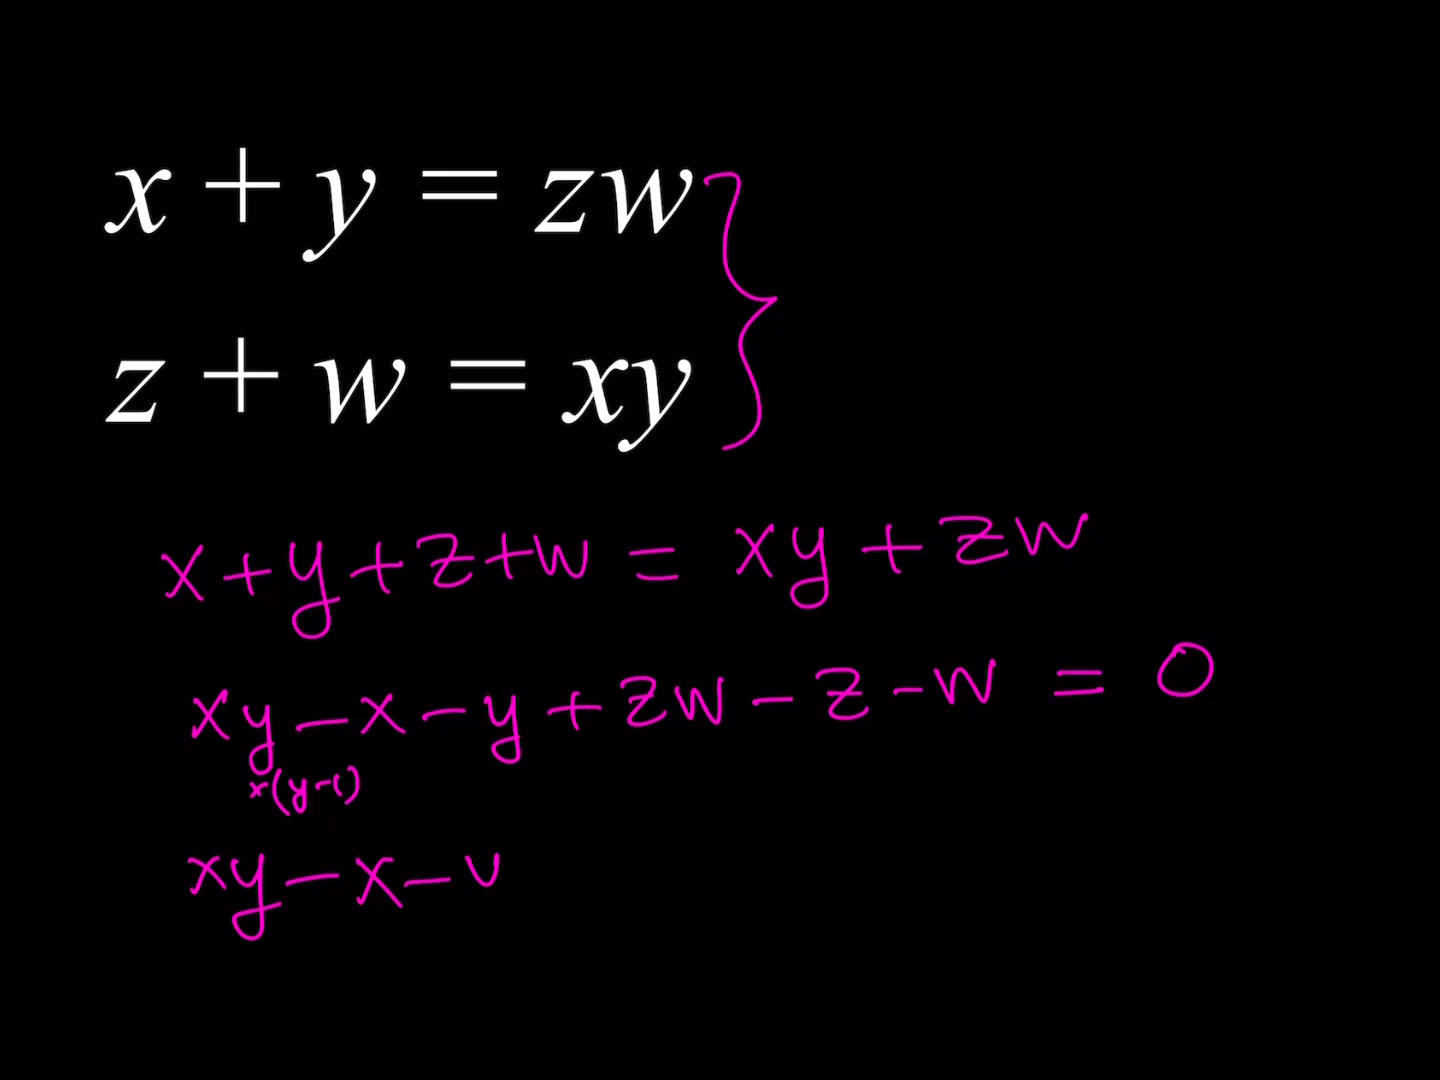 x + y = zw
z + w = xy
x+y+z+w = xy+zw
xy-x-y+zw-z-w = 0
x(y-1)
xy-x-